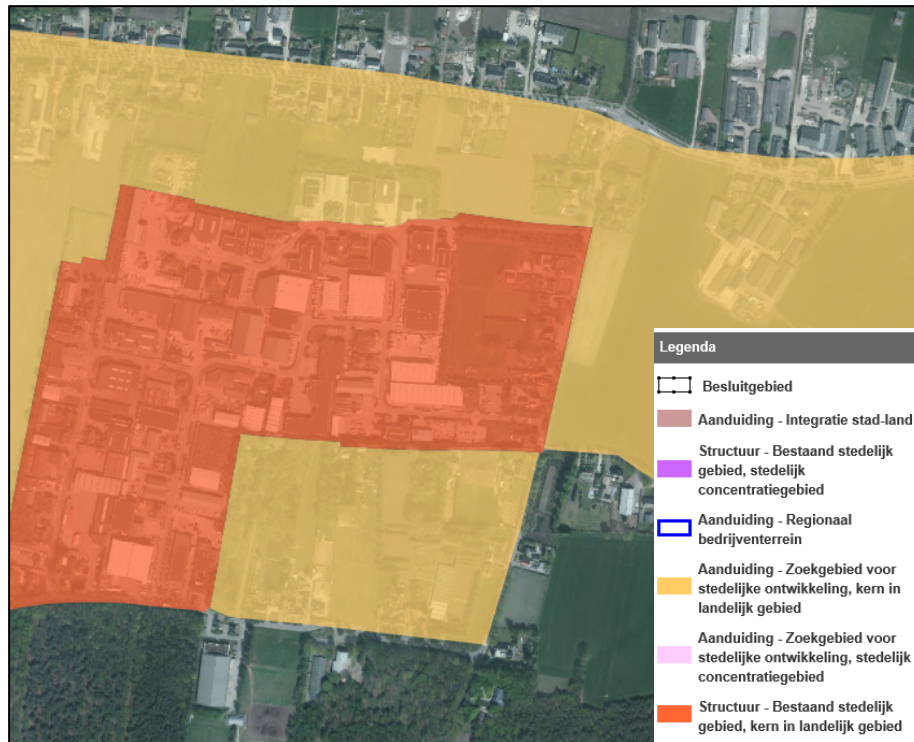 Legenda
Besluitgebied
Aanduiding - Integratie stad-land
Structuur - Bestaand stedelijk
gebied, stedelijk
concentratiegebied
Aanduiding - Regionaal
bedrijventerrein
Aanduiding - Zoekgebied voor
stedelijke ontwikkeling, kern in
landelijk gebied
Aanduiding - Zoekgebied voor
stedelijke ontwikkeling, stedelijk
concentratiegebied
Structuur - Bestaand stedelijk
gebied, kern in landelijk gebied